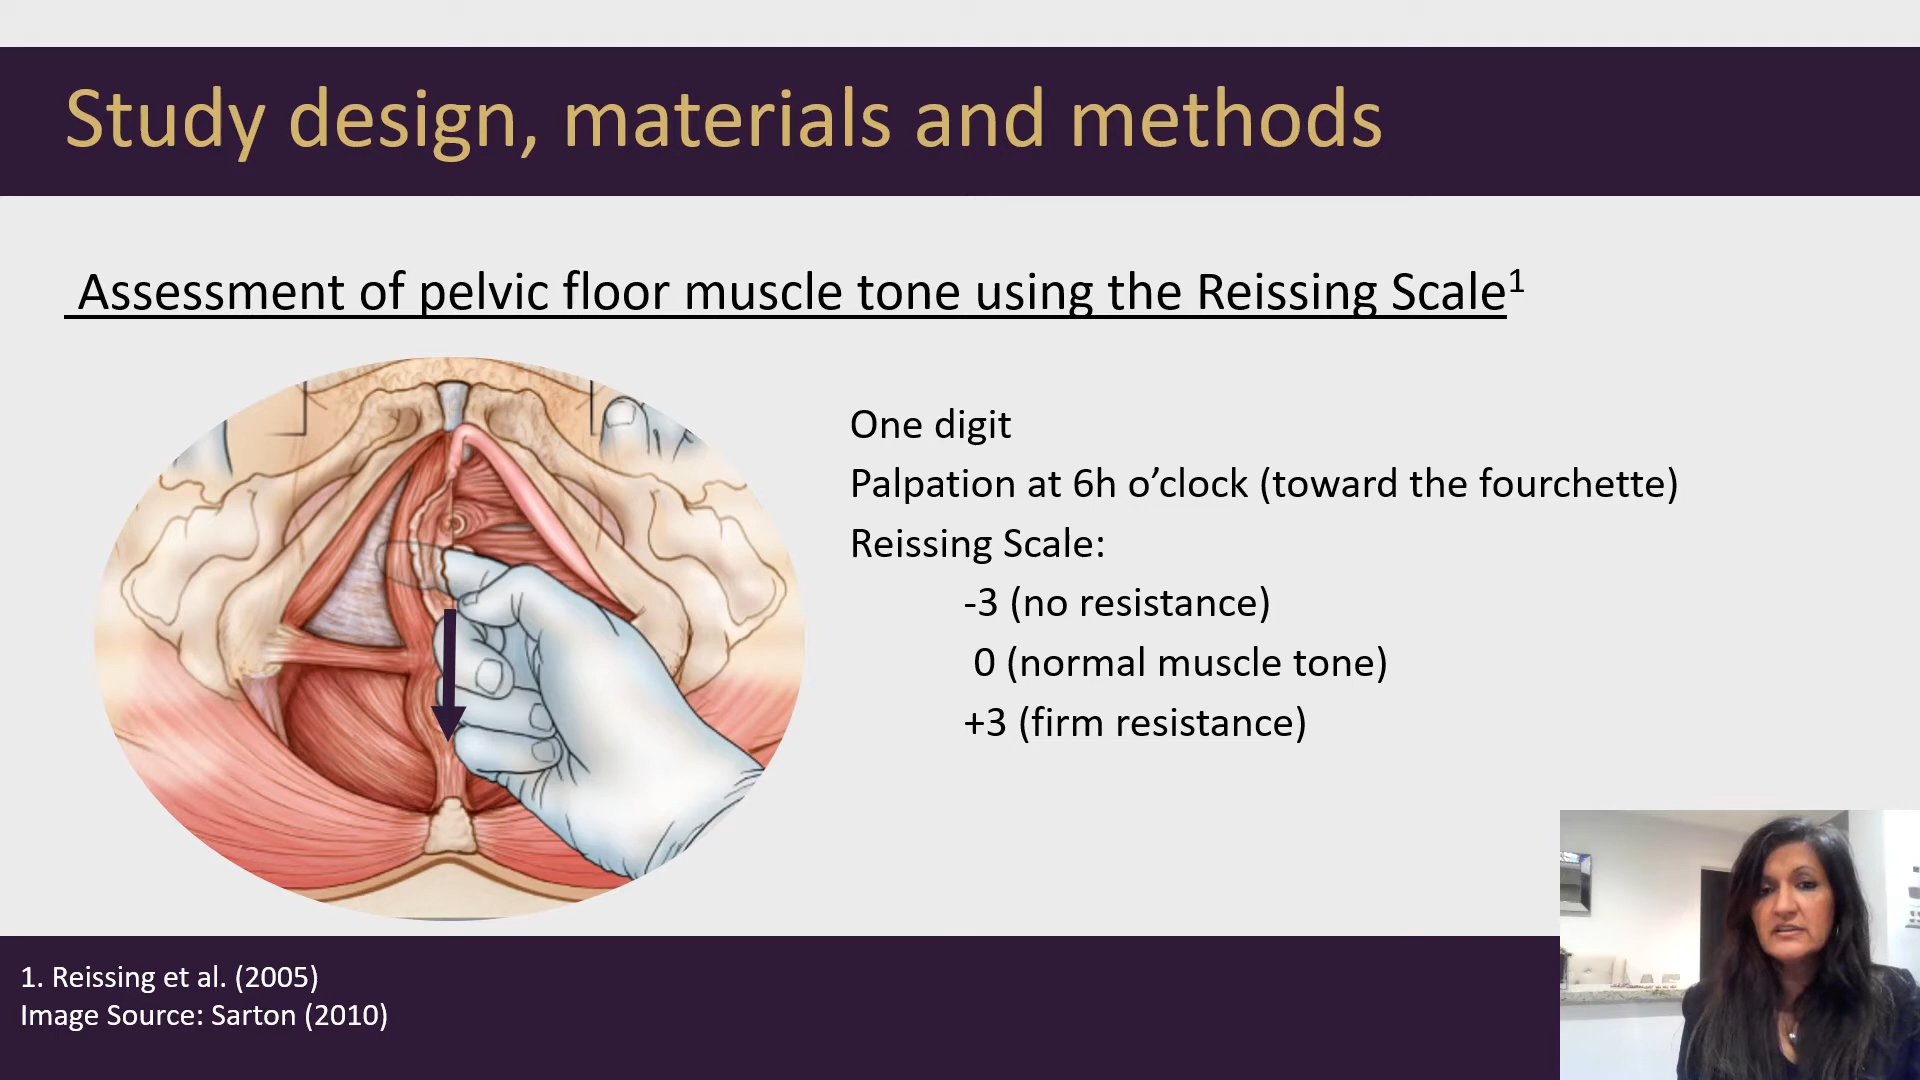 Study design, materials and methods
Assessment of pelvic floor muscle tone using the Reissing Scale¹
One digit
Palpation at 6h o’clock (toward the fourchette)
Reissing Scale:
-3 (no resistance)
0 (normal muscle tone)
+3 (firm resistance)
1. Reissing et al. (2005)
Image Source: Sarton (2010)